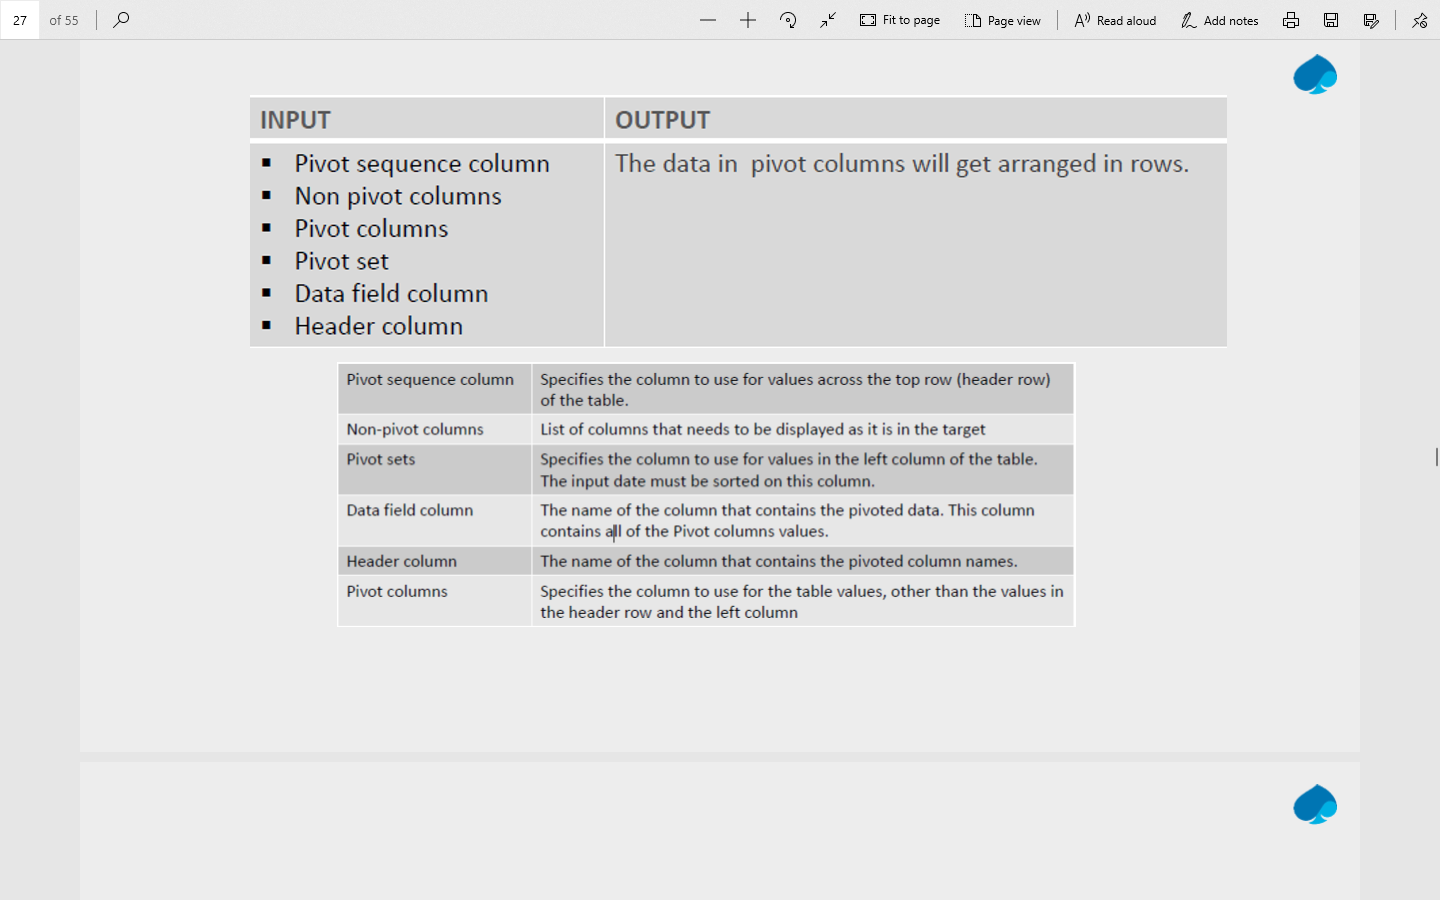 27 of 55 Fit to page Page view Read aloud Add notes
INPUT OUTPUT
▪ Pivot sequence column The data in pivot columns will get arranged in rows.
▪ Non pivot columns
▪ Pivot columns
▪ Pivot set
▪ Data field column
▪ Header column
Pivot sequence column Specifies the column to use for values across the top row (header row)
of the table.
Non-pivot columns List of columns that needs to be displayed as it is in the target
Pivot sets Specifies the column to use for values in the left column of the table.
The input date must be sorted on this column.
Data field column The name of the column that contains the pivoted data. This column
contains all of the Pivot columns values.
Header column The name of the column that contains the pivoted column names.
Pivot columns Specifies the column to use for the table values, other than the values in
the header row and the left column